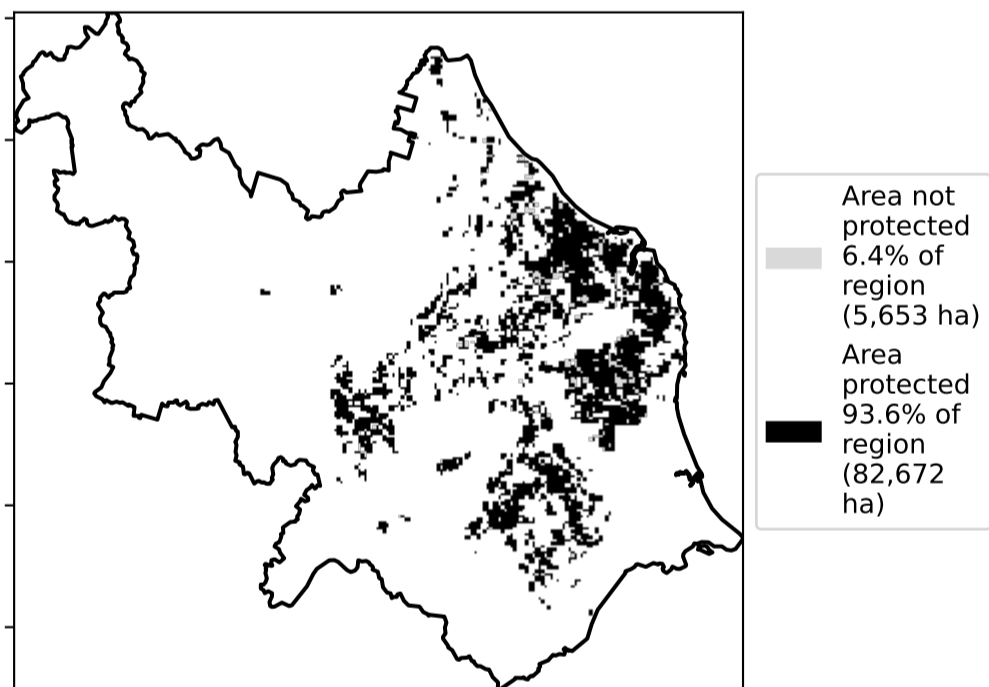 Area not
protected
6.4% of
region
(5,653 ha)
Area
protected
93.6% of
region
(82,672
ha)